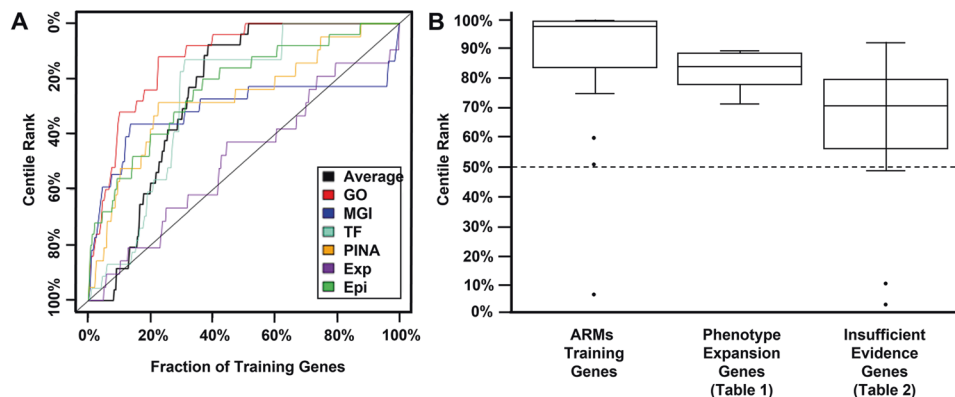 A
Centile Rank
0%
20%
40%
60%
80%
100%
Average
GO
MGI
TF
PINA
Exp
Epi
0%
20%
40%
60%
80%
100%
Fraction of Training Genes
B
Centile Rank
100%
90%
80%
70%
60%
50%
40%
30%
20%
10%
0%
ARMs
Training
Genes
Phenotype
Expansion
Genes
(Table 1)
Insufficient
Evidence
Genes
(Table 2)